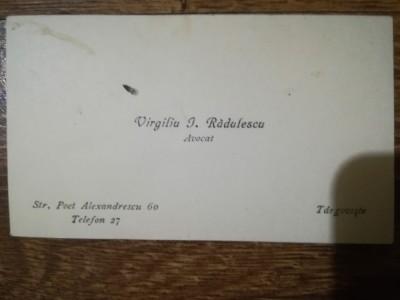 Virgiliu J. Rădulescu
Avocat
Str. Poet Alexandrescu 60
Telefon 27
Târgoviște